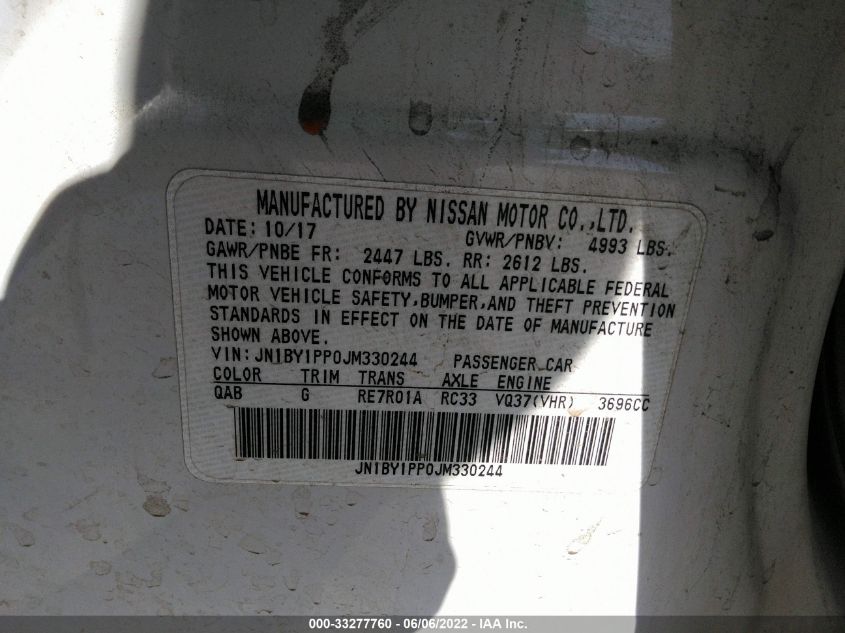 MANUFACTURED BY NISSAN MOTOR CO.,LTD.
DATE: 10/17 GVWR/PNBV: 4993 LBS.
GAWR/PNBE FR: 2447 LBS. RR: 2612 LBS.
THIS VEHICLE CONFORMS TO ALL APPLICABLE FEDERAL
MOTOR VEHICLE SAFETY,BUMPER,AND THEFT PREVENTION
STANDARDS IN EFFECT ON THE DATE OF MANUFACTURE
SHOWN ABOVE.
VIN: JN1BY1PP0JM330244 PASSENGER CAR
COLOR TRIM TRANS AXLE ENGINE
QAB G RE7R01A RC33 VQ37(VHR) 3696CC
JN1BY1PP0JM330244
000-33277760 - 06/06/2022 - IAA Inc.